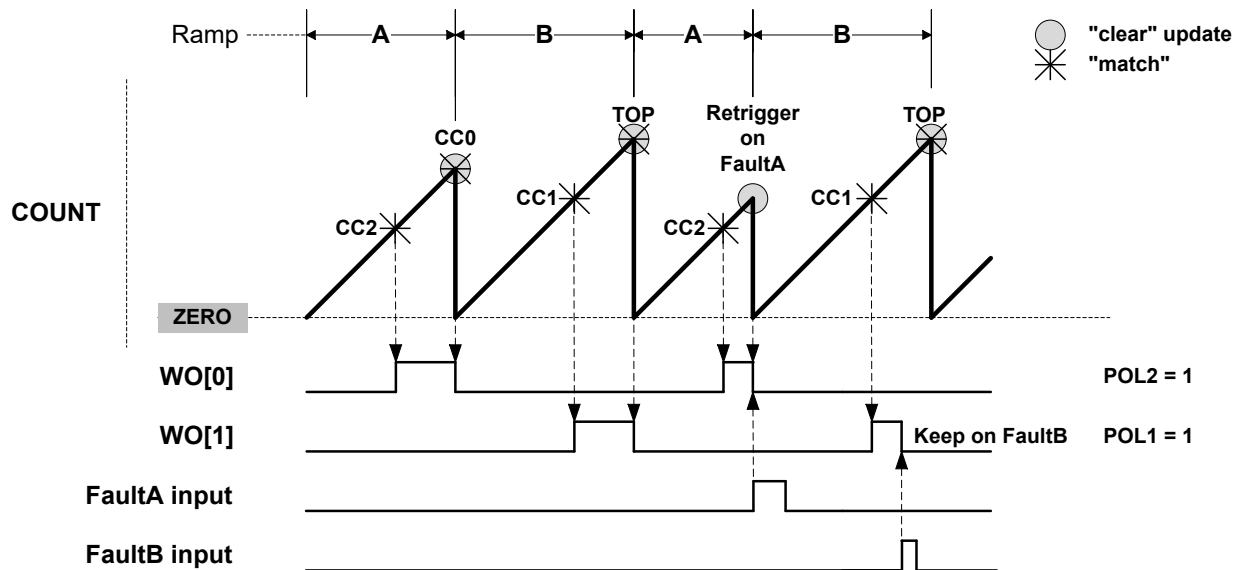 Ramp
A
B
A
B
"clear" update
"match"
COUNT
CC0
TOP
Retrigger
on
FaultA
TOP
CC2
CC1
CC2
CC1
ZERO
WO[0]
POL2 = 1
WO[1]
Keep on FaultB
POL1 = 1
FaultA input
FaultB input